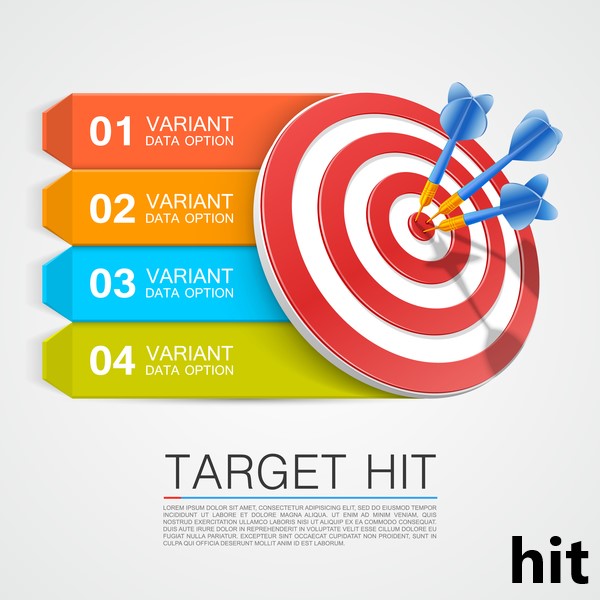 01 VARIANT
DATA OPTION
02 VARIANT
DATA OPTION
03 VARIANT
DATA OPTION
04 VARIANT
DATA OPTION
TARGET HIT
LOREM IPSUM DOLOR SIT AMET, CONSECTETUR ADIPISICING ELIT, SED DO EIUSMOD TEMPOR
INCIDIDUNT UT LABORE ET DOLORE MAGNA ALIQUA. UT ENIM AD MINIM VENIAM, QUIS
NOSTRUD EXERCITATION ULLAMCO LABORIS NISI UT ALIQUIP EX EA COMMODO CONSEQUAT.
DUIS AUTE IRURE DOLOR IN REPREHENDERIT IN VOLUPTATE VELIT ESSE CILLUM DOLORE EU
FUGIAT NULLA PARIATUR. EXCEPTEUR SINT OCCAECAT CUPIDATAT NON PROIDENT, SUNT IN
CULPA QUI OFFICIA DESERUNT MOLLIT ANIM ID EST LABORUM.
hit